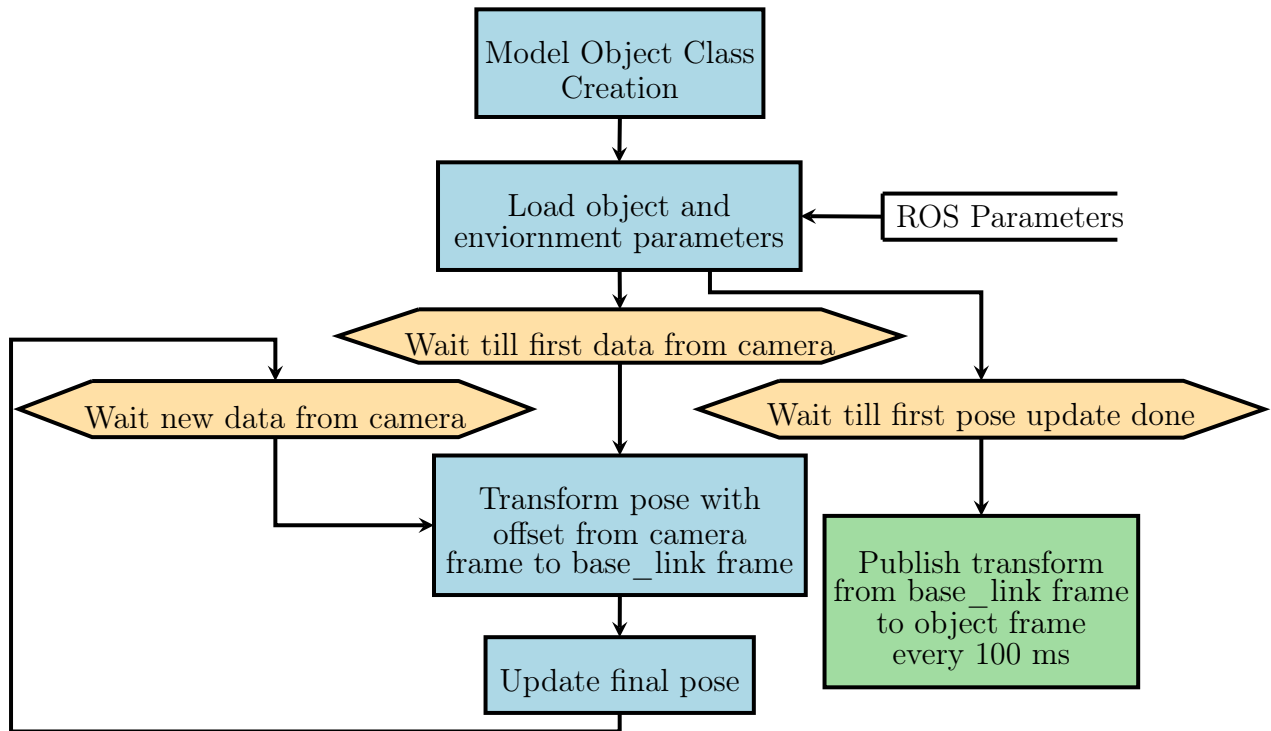 Model Object Class
Creation
Load object and
enviornment parameters
ROS Parameters
Wait till first data from camera
Wait new data from camera
Wait till first pose update done
Transform pose with
offset from camera
frame to base_link frame
Publish transform
from base_link frame
to object frame
every 100 ms
Update final pose